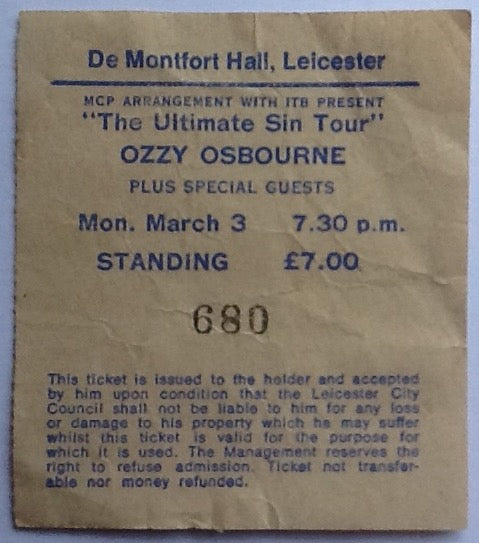 De Montfort Hall, Leicester
MCP ARRANGEMENT WITH ITB PRESENT
"The Ultimate Sin Tour"
OZZY OSBOURNE
PLUS SPECIAL GUESTS
Mon. March 3 7.30 p.m.
STANDING £7.00
680
This ticket is issued to the holder and accepted
by him upon condition that the Leicester City
Council shall not be liable to him for any loss
or damage to his property which he may suffer
whilst this ticket is valid for the purpose for
which it is used. The Management reserves the
right to refuse admission. Ticket not transfer-
able nor money refunded.